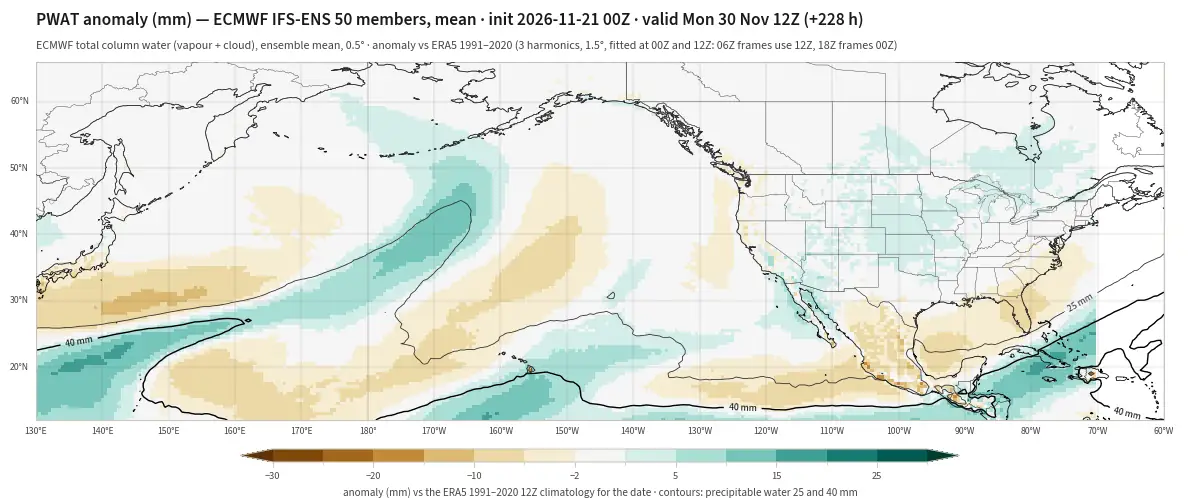 PWAT anomaly (mm) — ECMWF IFS-ENS 50 members, mean · init 2026-11-21 00Z · valid Mon 30 Nov 12Z (+228 h)
ECMWF total column water (vapour + cloud), ensemble mean, 0.5° · anomaly vs ERA5 1991–2020 (3 harmonics, 1.5°, fitted at 00Z and 12Z: 06Z frames use 12Z, 18Z frames 00Z)
60°N
50°N
40°N
30°N
20°N
25 mm
40 mm
40 mm
40 mm
130°E 140°E 150°E 160°E 170°E 180° 170°W 160°W 150°W 140°W 130°W 120°W 110°W 100°W 90°W 80°W 70°W 60°W
−30 −20 −10 −2 5 15 25
anomaly (mm) vs the ERA5 1991–2020 12Z climatology for the date · contours: precipitable water 25 and 40 mm